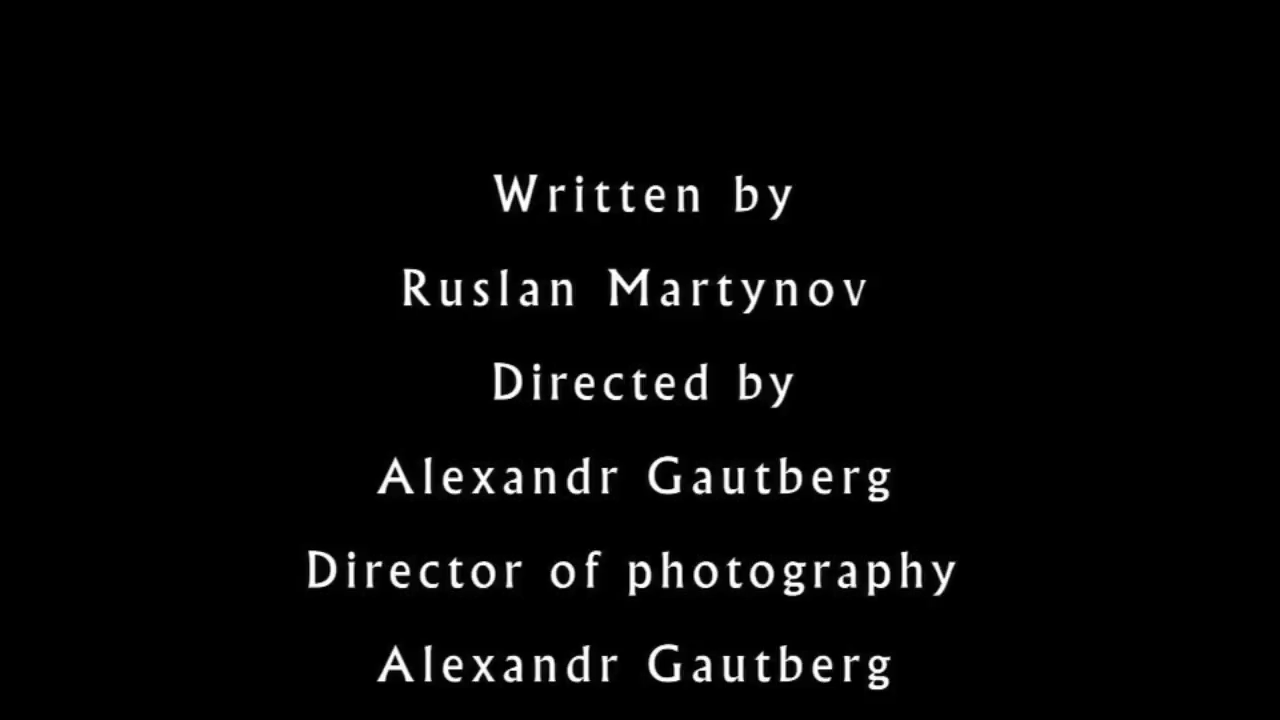 Written by
Ruslan Martynov
Directed by
Alexandr Gautberg
Director of photography
Alexandr Gautberg